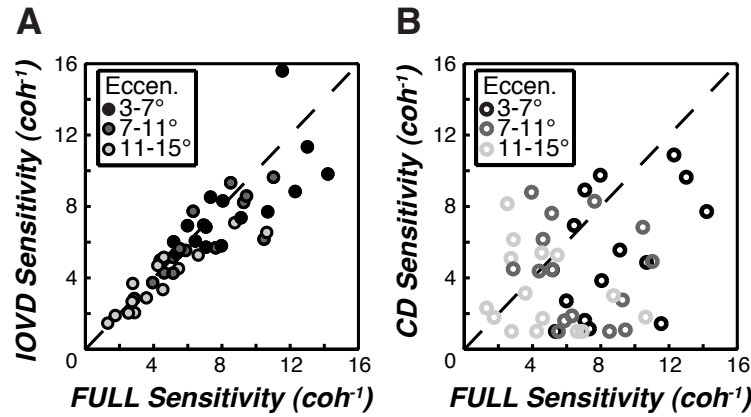 A
IOVD Sensitivity (coh⁻¹)
16
12
8
4
0
Eccen.
3-7°
7-11°
11-15°
4 8 12 16
FULL Sensitivity (coh⁻¹)
B
CD Sensitivity (coh⁻¹)
16
12
8
4
0
Eccen.
3-7°
7-11°
11-15°
4 8 12 16
FULL Sensitivity (coh⁻¹)